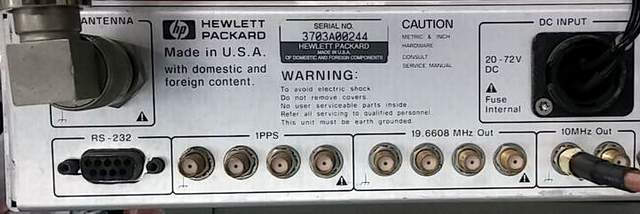 ANTENNA
hp HEWLETT
PACKARD
Made in U.S.A.
with domestic and
foreign content.
SERIAL NO.
3703A00244
HEWLETT PACKARD
MADE IN U.S.A.
OF DOMESTIC AND FOREIGN COMPONENTS
CAUTION
METRIC & INCH
HARDWARE
CONSULT
SERVICE MANUAL
WARNING:
To avoid electric shock
Do not remove covers.
No user serviceable parts inside.
Refer all servicing to qualified personnel.
This unit must be earth grounded.
DC INPUT
20-72V
DC
Fuse
Internal
RS-232
1PPS
19.6608 MHz Out
10MHz Out